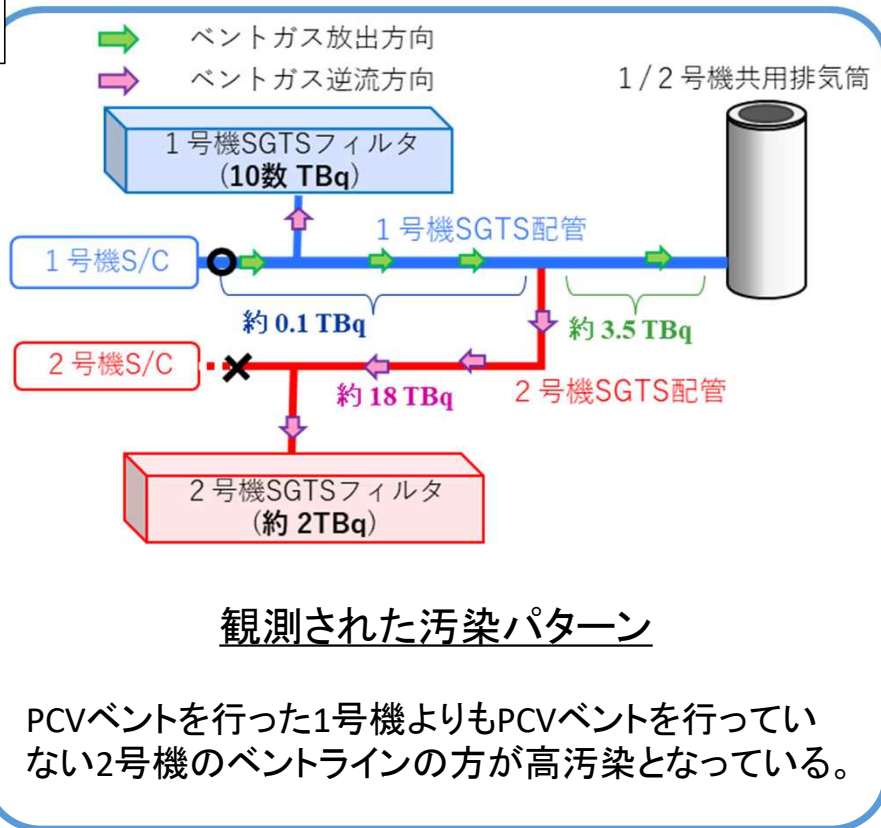 ベントガス放出方向
ベントガス逆流方向
1/2号機共用排気筒
1号機SGTSフィルタ
(10数 TBq)
1号機SGTS配管
1号機S/C
約 0.1 TBq
約 3.5 TBq
2号機S/C
約 18 TBq
2号機SGTS配管
2号機SGTSフィルタ
(約 2TBq)
観測された汚染パターン
PCVベントを行った1号機よりもPCVベントを行ってい
ない2号機のベントラインの方が高汚染となっている。